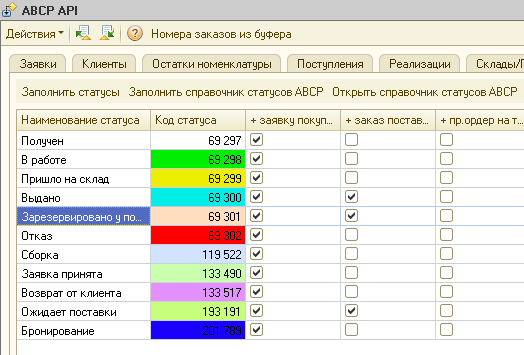 ABCP API
Действия Номера заказов из буфера
Заявки Клиенты Остатки номенклатуры Поступления Реализации Склады/Г
Заполнить статусы Заполнить справочник статусов ABCP Открыть справочник статусов ABCP
Наименование статуса Код статуса + заявку покуп... + заказ постав... + пр.ордер на т...
Получен 69 297
В работе 69 298
Пришло на склад 69 299
Выдано 69 300
Зарезервировано у по... 69 301
Отказ 69 302
Сборка 119 522
Заявка принята 133 490
Возврат от клиента 133 517
Ожидает поставки 193 191
Бронирование 201 789